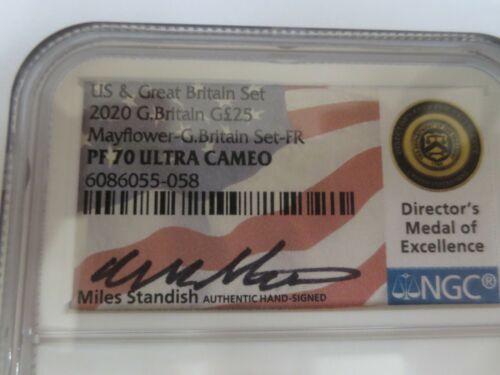 US & Great Britain Set
2020 G.Britain G£25
Mayflower-G.Britain Set-FR
PF 70 ULTRA CAMEO
6086055-058
Miles Standish AUTHENTIC HAND-SIGNED
Director's
Medal of
Excellence
NGC®